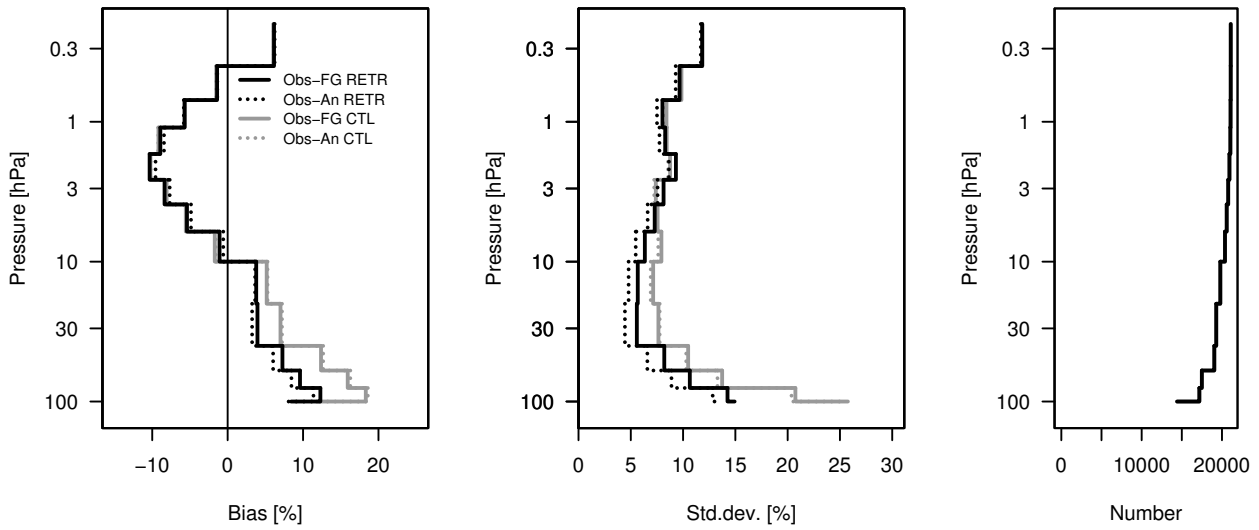 0.3
1
3
10
30
100
Pressure [hPa]
Obs−FG RETR
Obs−An RETR
Obs−FG CTL
Obs−An CTL
−10 0 10 20
Bias [%]
0.3
1
3
10
30
100
Pressure [hPa]
0 5 10 15 20 25 30
Std.dev. [%]
0.3
1
3
10
30
100
Pressure [hPa]
0 10000 20000
Number